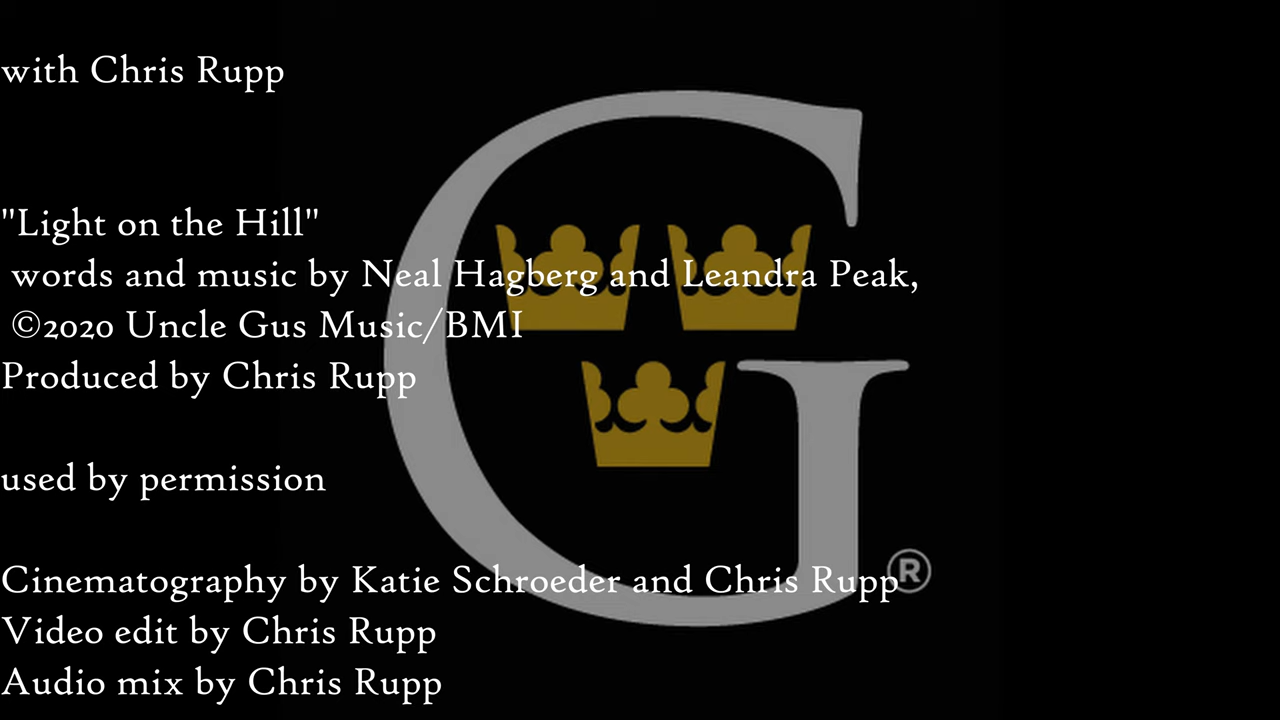 with Chris Rupp
"Light on the Hill"
words and music by Neal Hagberg and Leandra Peak,
©2020 Uncle Gus Music/BMI
Produced by Chris Rupp
used by permission
Cinematography by Katie Schroeder and Chris Rupp
Video edit by Chris Rupp
Audio mix by Chris Rupp
G
®